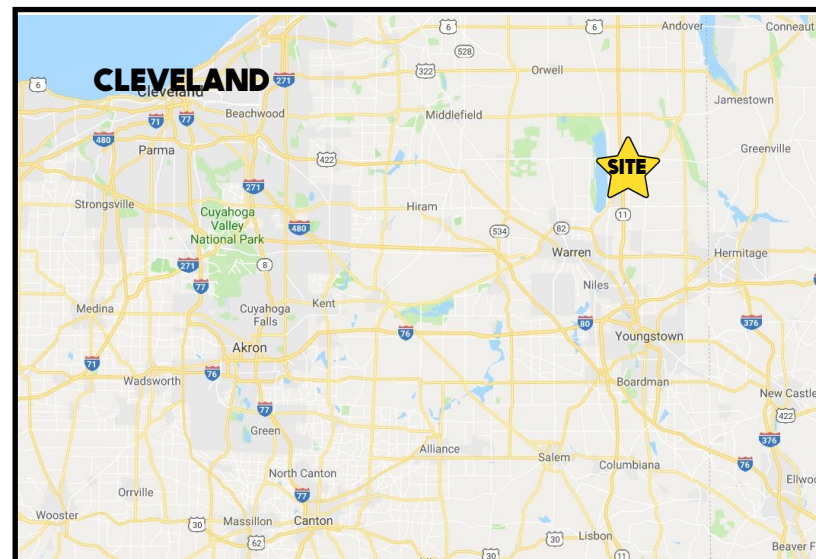 6
6
Andover
Conneaut
528
CLEVELAND
Cleveland
6
271
322
Orwell
Jamestown
71
77
Beachwood
Middlefield
480
Parma
422
Greenville
SITE
271
Strongsville
Cuyahoga
Valley
National Park
480
Hiram
11
534
82
Warren
Hermitage
271
8
77
Niles
Medina
Cuyahoga
Falls
Kent
76
80
376
Youngstown
Akron
71
76
Wadsworth
Boardman
77
New Castle
422
Green
376
Alliance
Salem
Columbiana
76
North Canton
77
Orrville
Wooster
30
Massillon
Canton
62
30
30
Lisbon
11
Beaver F